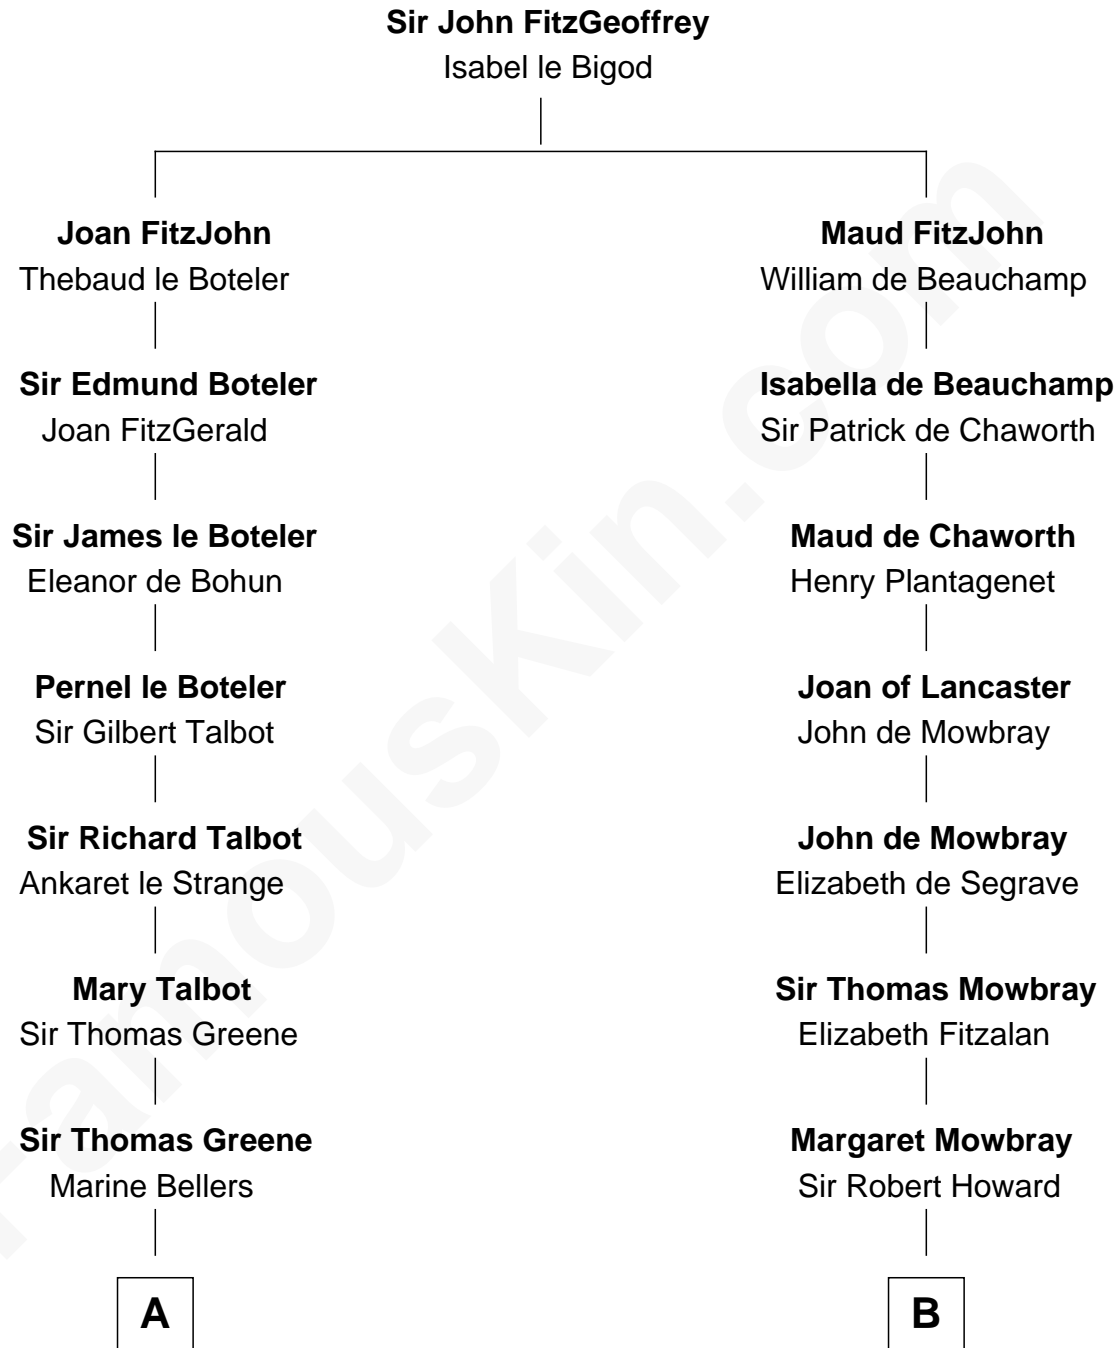 Sir John FitzGeoffrey
Isabel le Bigod
Joan FitzJohn
Thebaud le Boteler
Maud FitzJohn
William de Beauchamp
Sir Edmund Boteler
Joan FitzGerald
Isabella de Beauchamp
Sir Patrick de Chaworth
Sir James le Boteler
Eleanor de Bohun
Maud de Chaworth
Henry Plantagenet
Pernel le Boteler
Sir Gilbert Talbot
Joan of Lancaster
John de Mowbray
Sir Richard Talbot
Ankaret le Strange
John de Mowbray
Elizabeth de Segrave
Mary Talbot
Sir Thomas Greene
Sir Thomas Mowbray
Elizabeth Fitzalan
Sir Thomas Greene
Marine Bellers
Margaret Mowbray
Sir Robert Howard
A
B
FamousKin.com